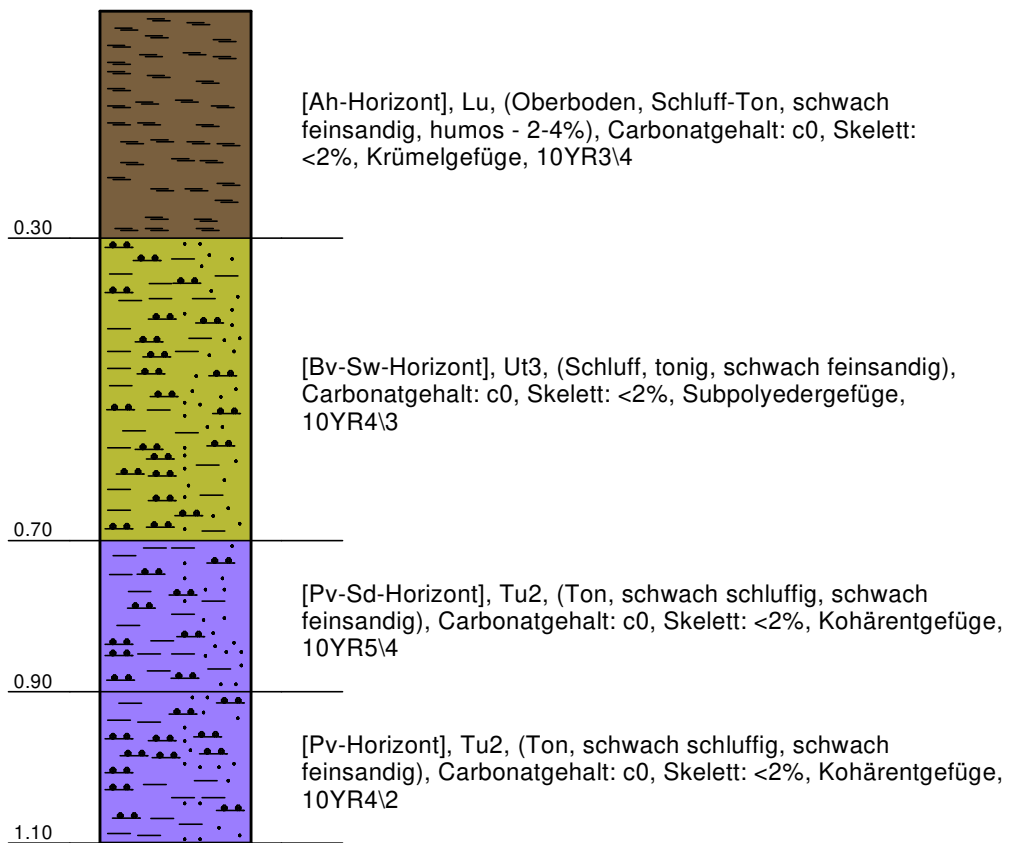 [Ah-Horizont], Lu, (Oberboden, Schluff-Ton, schwach
feinsandig, humos - 2-4%), Carbonatgehalt: c0, Skelett:
<2%, Krümelgefüge, 10YR3\4
0.30
[Bv-Sw-Horizont], Ut3, (Schluff, tonig, schwach feinsandig),
Carbonatgehalt: c0, Skelett: <2%, Subpolyedergefüge,
10YR4\3
0.70
[Pv-Sd-Horizont], Tu2, (Ton, schwach schluffig, schwach
feinsandig), Carbonatgehalt: c0, Skelett: <2%, Kohärentgefüge,
10YR5\4
0.90
[Pv-Horizont], Tu2, (Ton, schwach schluffig, schwach
feinsandig), Carbonatgehalt: c0, Skelett: <2%, Kohärentgefüge,
10YR4\2
1.10